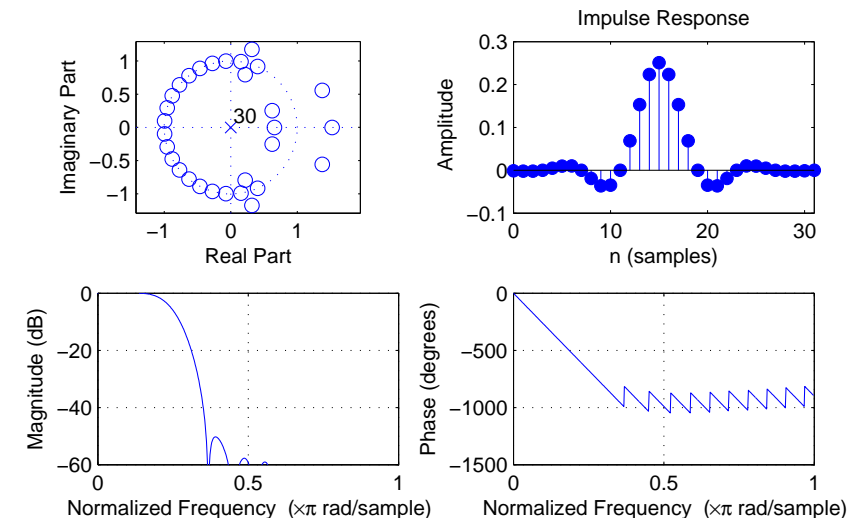 Imaginary Part
1
0.5
0
−0.5
−1
30
−1 0 1
Real Part
Impulse Response
Amplitude
0.3
0.2
0.1
0
−0.1
0 10 20 30
n (samples)
Magnitude (dB)
0
−20
−40
−60
0 0.5 1
Normalized Frequency (×π rad/sample)
Phase (degrees)
0
−500
−1000
−1500
0 0.5 1
Normalized Frequency (×π rad/sample)